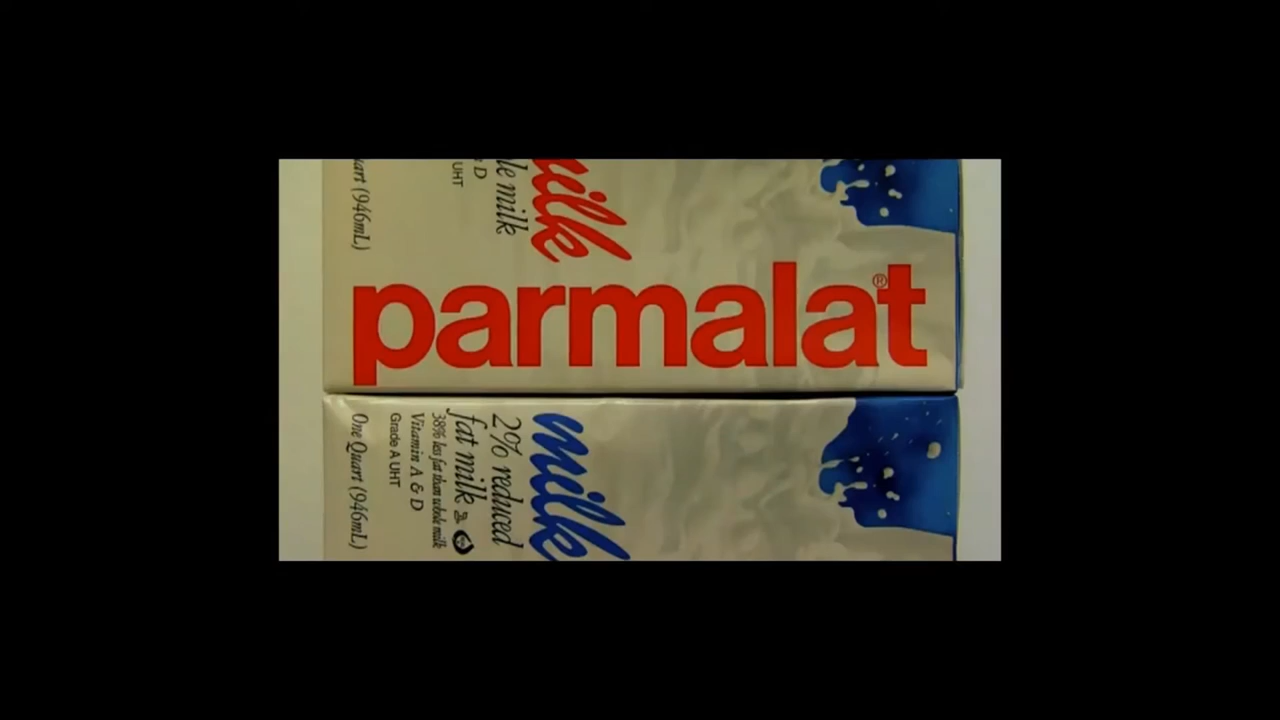 uart (946mL)
UHT
D
le milk
milk
parmalat®
milk
2% reduced
fat milk
38% less fat than whole milk
Vitamin A & D
Grade A UHT
One Quart (946mL)